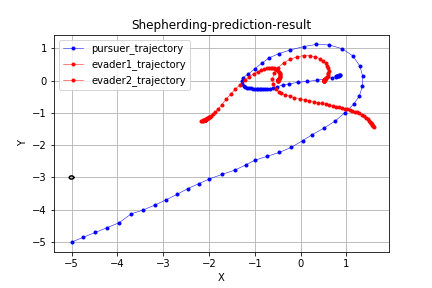 Shepherding-prediction-result
pursuer_trajectory
evader1_trajectory
evader2_trajectory
Y
1
0
−1
−2
−3
−4
−5
−5
−4
−3
−2
−1
0
1
X